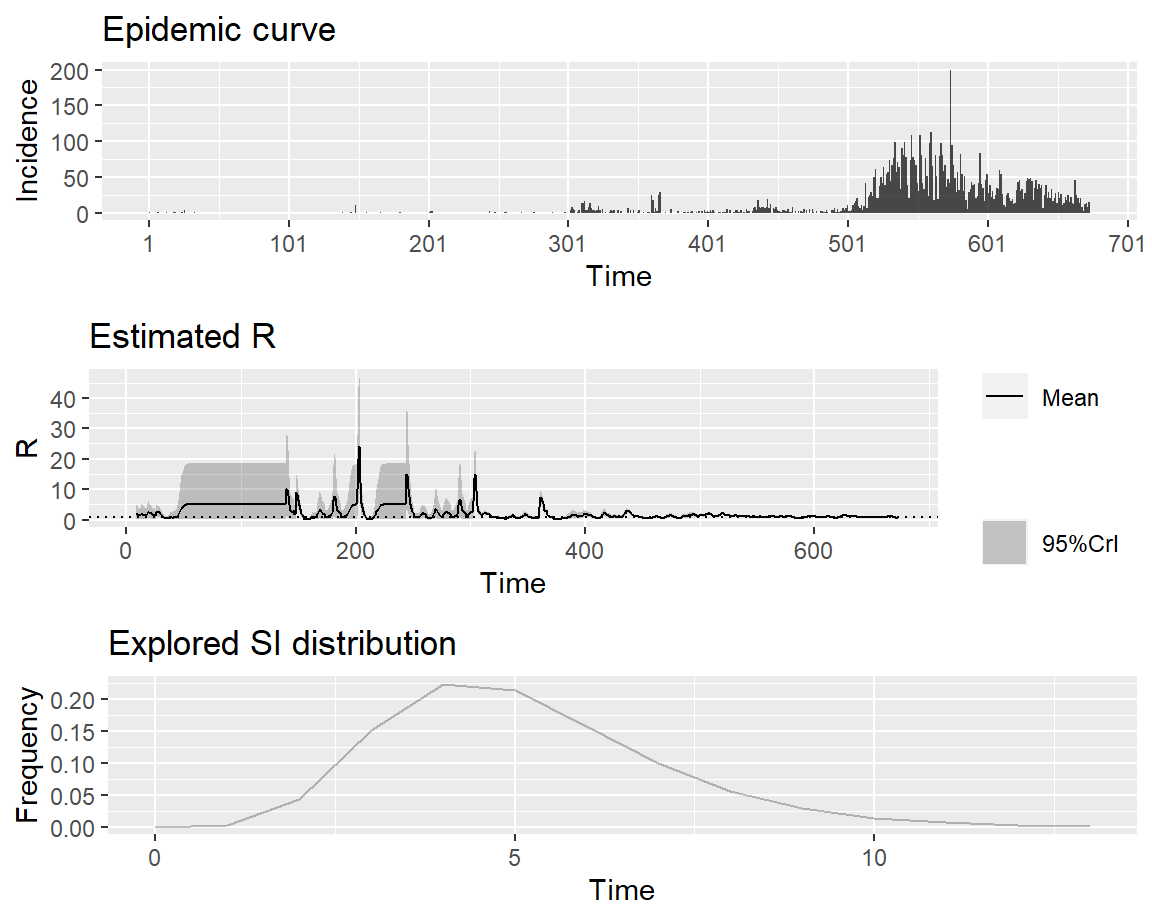 Epidemic curve
200
150
100
50
0
Incidence
1 101 201 301 401 501 601 701
Time
Estimated R
40
30
20
10
0
R
0 200 400 600
Time
Mean
95%CrI
Explored SI distribution
0.20
0.15
0.10
0.05
0.00
Frequency
0 5 10
Time